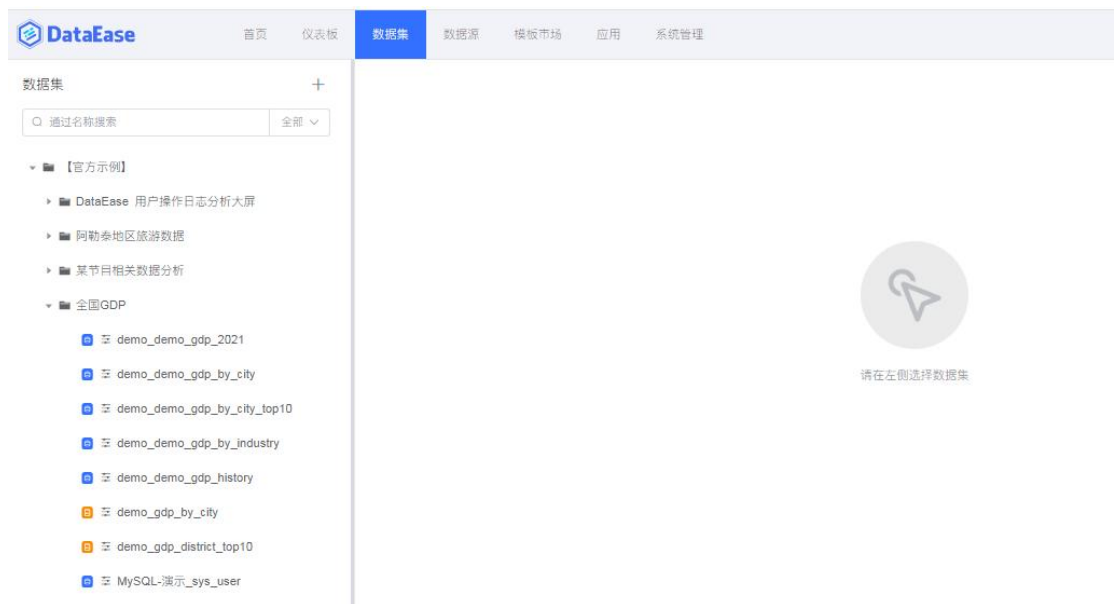 DataEase 首页 仪表板 数据集 数据源 模板市场 应用 系统管理
数据集
通过名称搜索 全部
【官方示例】
DataEase 用户操作日志分析大屏
阿勒泰地区旅游数据
某节目相关数据分析
全国GDP
demo_demo_gdp_2021
demo_demo_gdp_by_city
请在左侧选择数据集
demo_demo_gdp_by_city_top10
demo_demo_gdp_by_industry
demo_demo_gdp_history
demo_gdp_by_city
demo_gdp_district_top10
MySQL-演示_sys_user